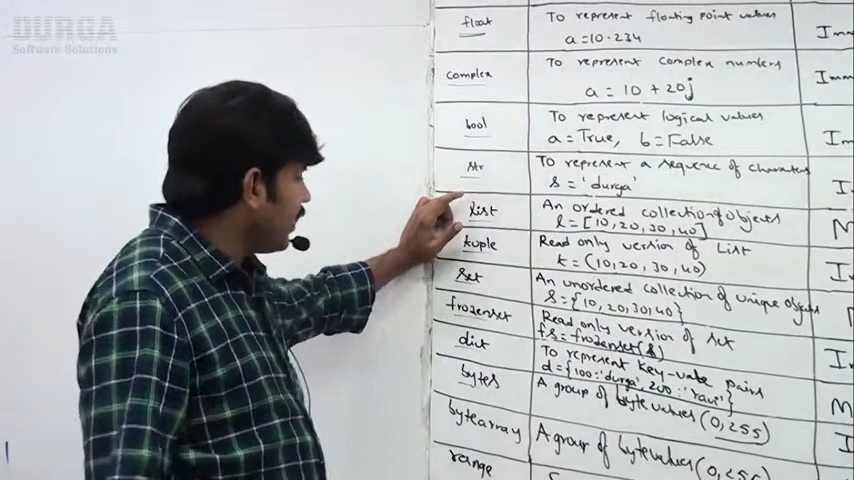 DURGA
Software Solutions
float
To represent floating point values
a=10.234
Imm
complex
To represent complex numbers
a = 10 + 20j
Imm
bool
To represent logical values
a = True, b = False
Imm
str
To represent a sequence of characters
s = 'durga'
I
list
An ordered collection of objects
l = [10, 20, 30, 40]
M
tuple
Read only version of List
t = (10, 20, 30, 40)
I
set
An unordered collection of unique objects
s = {10, 20, 30, 40}
M
frozenset
Read only version of set
fs = frozenset(s)
I
dict
To represent key-value pairs
d = {100:'durga', 200:'ravi'}
M
bytes
A group of byte values (0, 255)
I
bytearray
A group of byte values (0, 256)
range